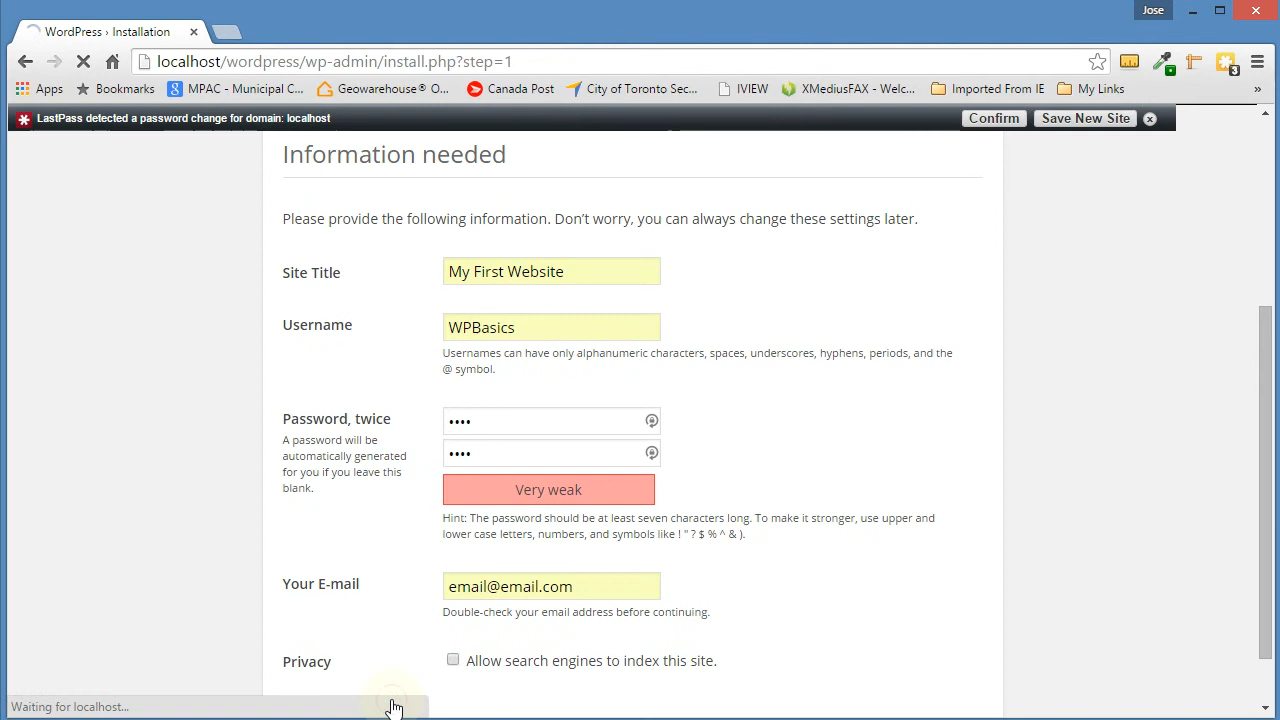 Jose
WordPress › Installation
localhost/wordpress/wp-admin/install.php?step=1
3
Apps
Bookmarks
MPAC - Municipal C...
Geowarehouse® O...
Canada Post
City of Toronto Sec...
IVIEW
XMediusFAX - Welc...
Imported From IE
My Links
»
LastPass detected a password change for domain: localhost
Confirm
Save New Site
Information needed
Please provide the following information. Don’t worry, you can always change these settings later.
Site Title
My First Website
Username
WPBasics
Usernames can have only alphanumeric characters, spaces, underscores, hyphens, periods, and the
@ symbol.
Password, twice
••••
A password will be
automatically generated
for you if you leave this
blank.
••••
Very weak
Hint: The password should be at least seven characters long. To make it stronger, use upper and
lower case letters, numbers, and symbols like ! " ? $ % ^ & ).
Your E-mail
email@email.com
Double-check your email address before continuing.
Privacy
Allow search engines to index this site.
Waiting for localhost...